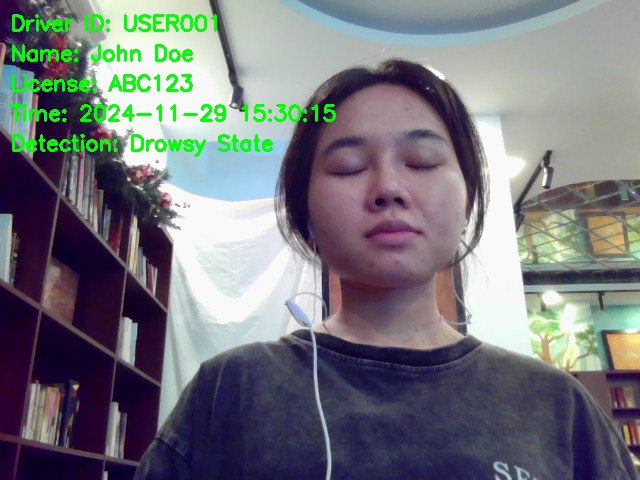 Driver ID: USER001
Name: John Doe
License: ABC123
Time: 2024-11-29 15:30:15
Detection: Drowsy State